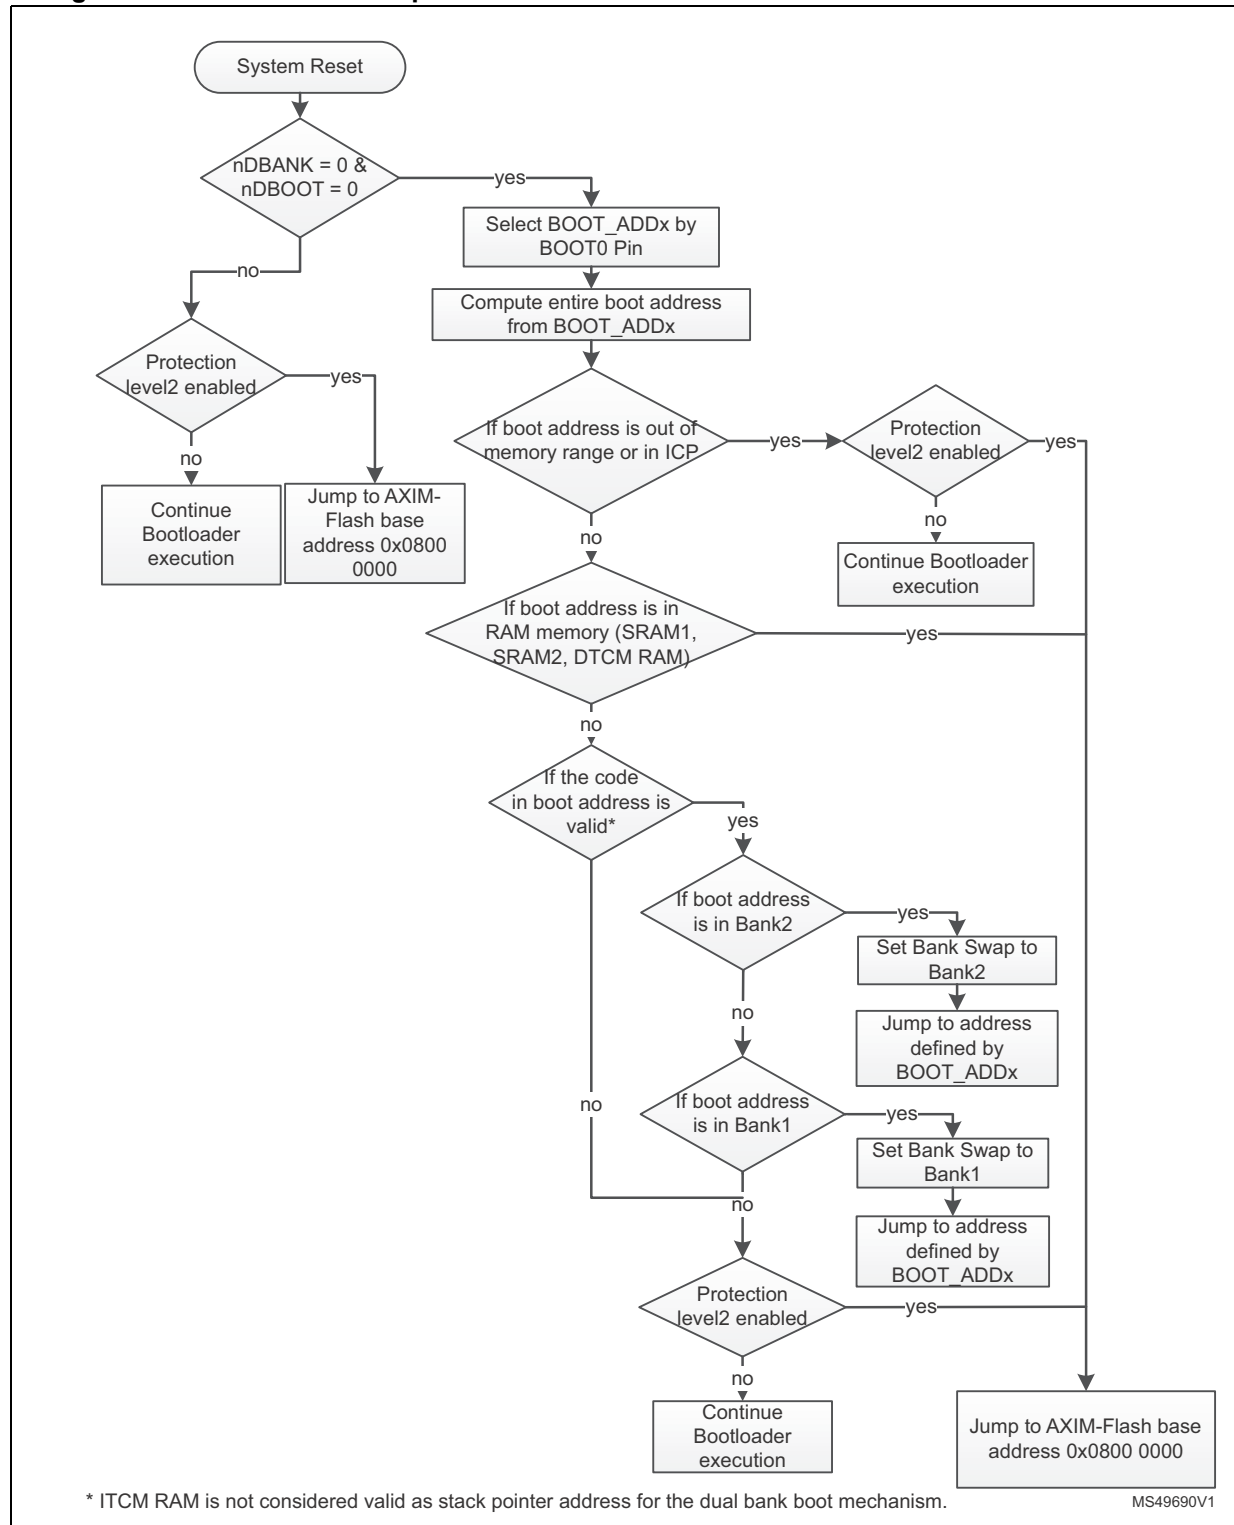 System Reset
nDBANK = 0 &
nDBOOT = 0
yes
Select BOOT_ADDx by
BOOT0 Pin
no
Compute entire boot address
from BOOT_ADDx
Protection
level2 enabled
yes
no
Continue
Bootloader
execution
Jump to AXIM-
Flash base
address 0x0800
0000
If boot address is out of
memory range or in ICP
yes
Protection
level2 enabled
yes
no
Continue Bootloader
execution
no
If boot address is in
RAM memory (SRAM1,
SRAM2, DTCM RAM)
yes
no
If the code
in boot address is
valid*
yes
no
If boot address
is in Bank2
yes
Set Bank Swap to
Bank2
Jump to address
defined by
BOOT_ADDx
no
If boot address
is in Bank1
yes
Set Bank Swap to
Bank1
Jump to address
defined by
BOOT_ADDx
no
Protection
level2 enabled
yes
no
Continue
Bootloader
execution
Jump to AXIM-Flash base
address 0x0800 0000
* ITCM RAM is not considered valid as stack pointer address for the dual bank boot mechanism.
MS49690V1